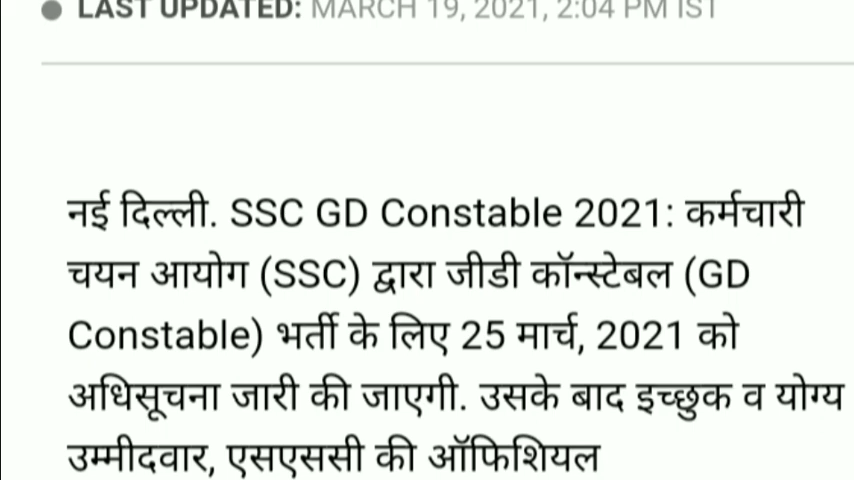 LAST UPDATED: MARCH 19, 2021, 2:04 PM IST
नई दिल्ली. SSC GD Constable 2021: कर्मचारी
चयन आयोग (SSC) द्वारा जीडी कॉन्स्टेबल (GD
Constable) भर्ती के लिए 25 मार्च, 2021 को
अधिसूचना जारी की जाएगी. उसके बाद इच्छुक व योग्य
उम्मीदवार, एसएससी की ऑफिशियल